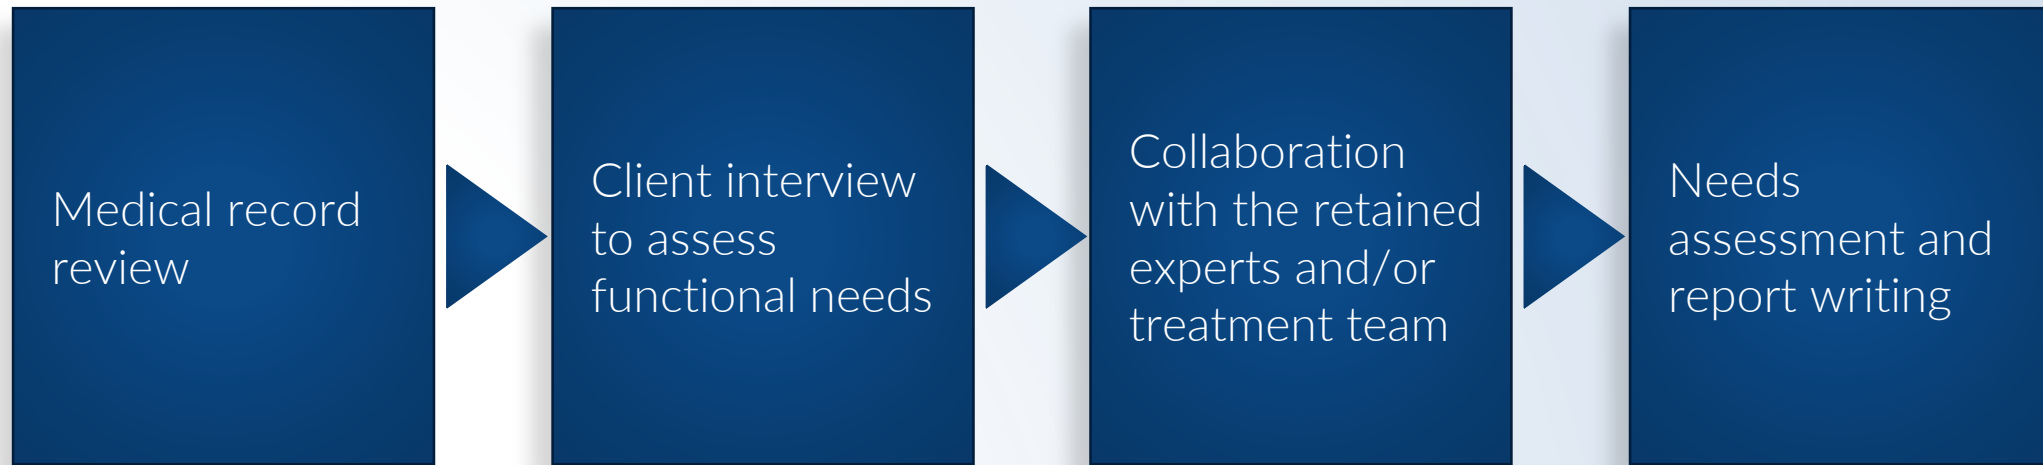 Medical record
review
Client interview
to assess
functional needs
Collaboration
with the retained
experts and/or
treatment team
Needs
assessment and
report writing